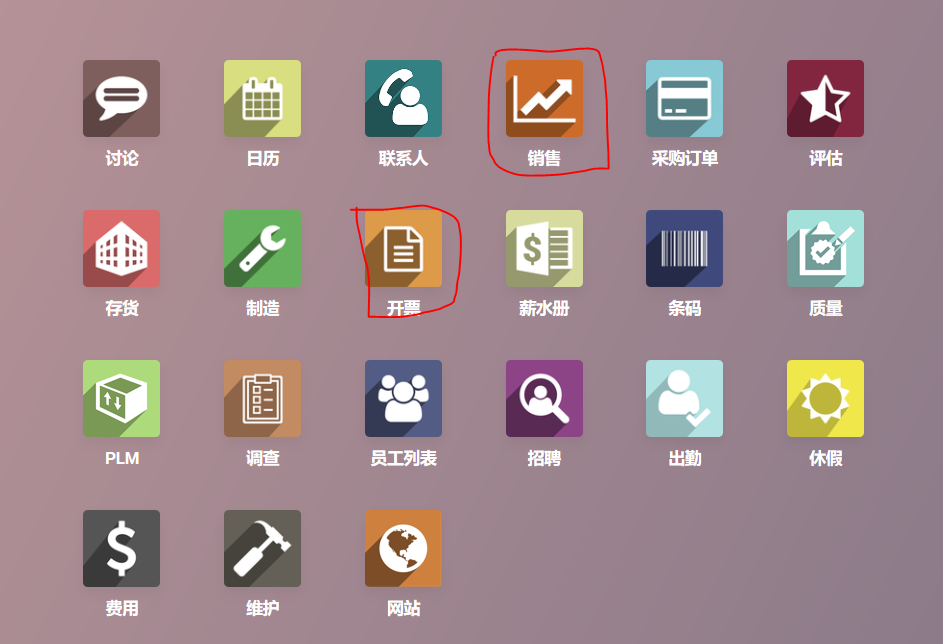 讨论
日历
联系人
销售
采购订单
评估
存货
制造
开票
薪水册
条码
质量
PLM
调查
员工列表
招聘
出勤
休假
费用
维护
网站